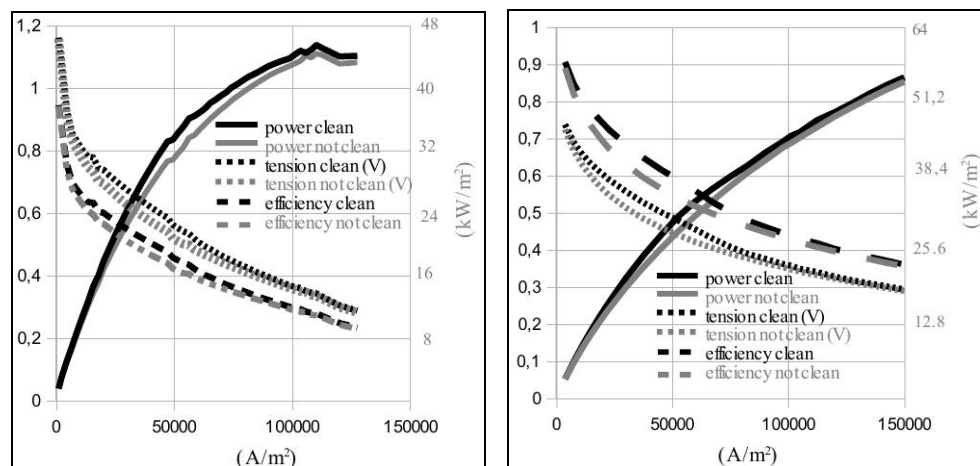 1,2
1
0,8
0,6
0,4
0,2
0
48
40
32
24
16
8
(kW/m²)
power clean
power not clean
tension clean (V)
tension not clean (V)
efficiency clean
efficiency not clean
0 50000 100000 150000
(A/m²)
1
0,9
0,8
0,7
0,6
0,5
0,4
0,3
0,2
0,1
0
64
51,2
38,4
25.6
12.8
(kW/m²)
power clean
power not clean
tension clean (V)
tension not clean (V)
efficiency clean
efficiency not clean
0 50000 100000 150000
(A/m²)